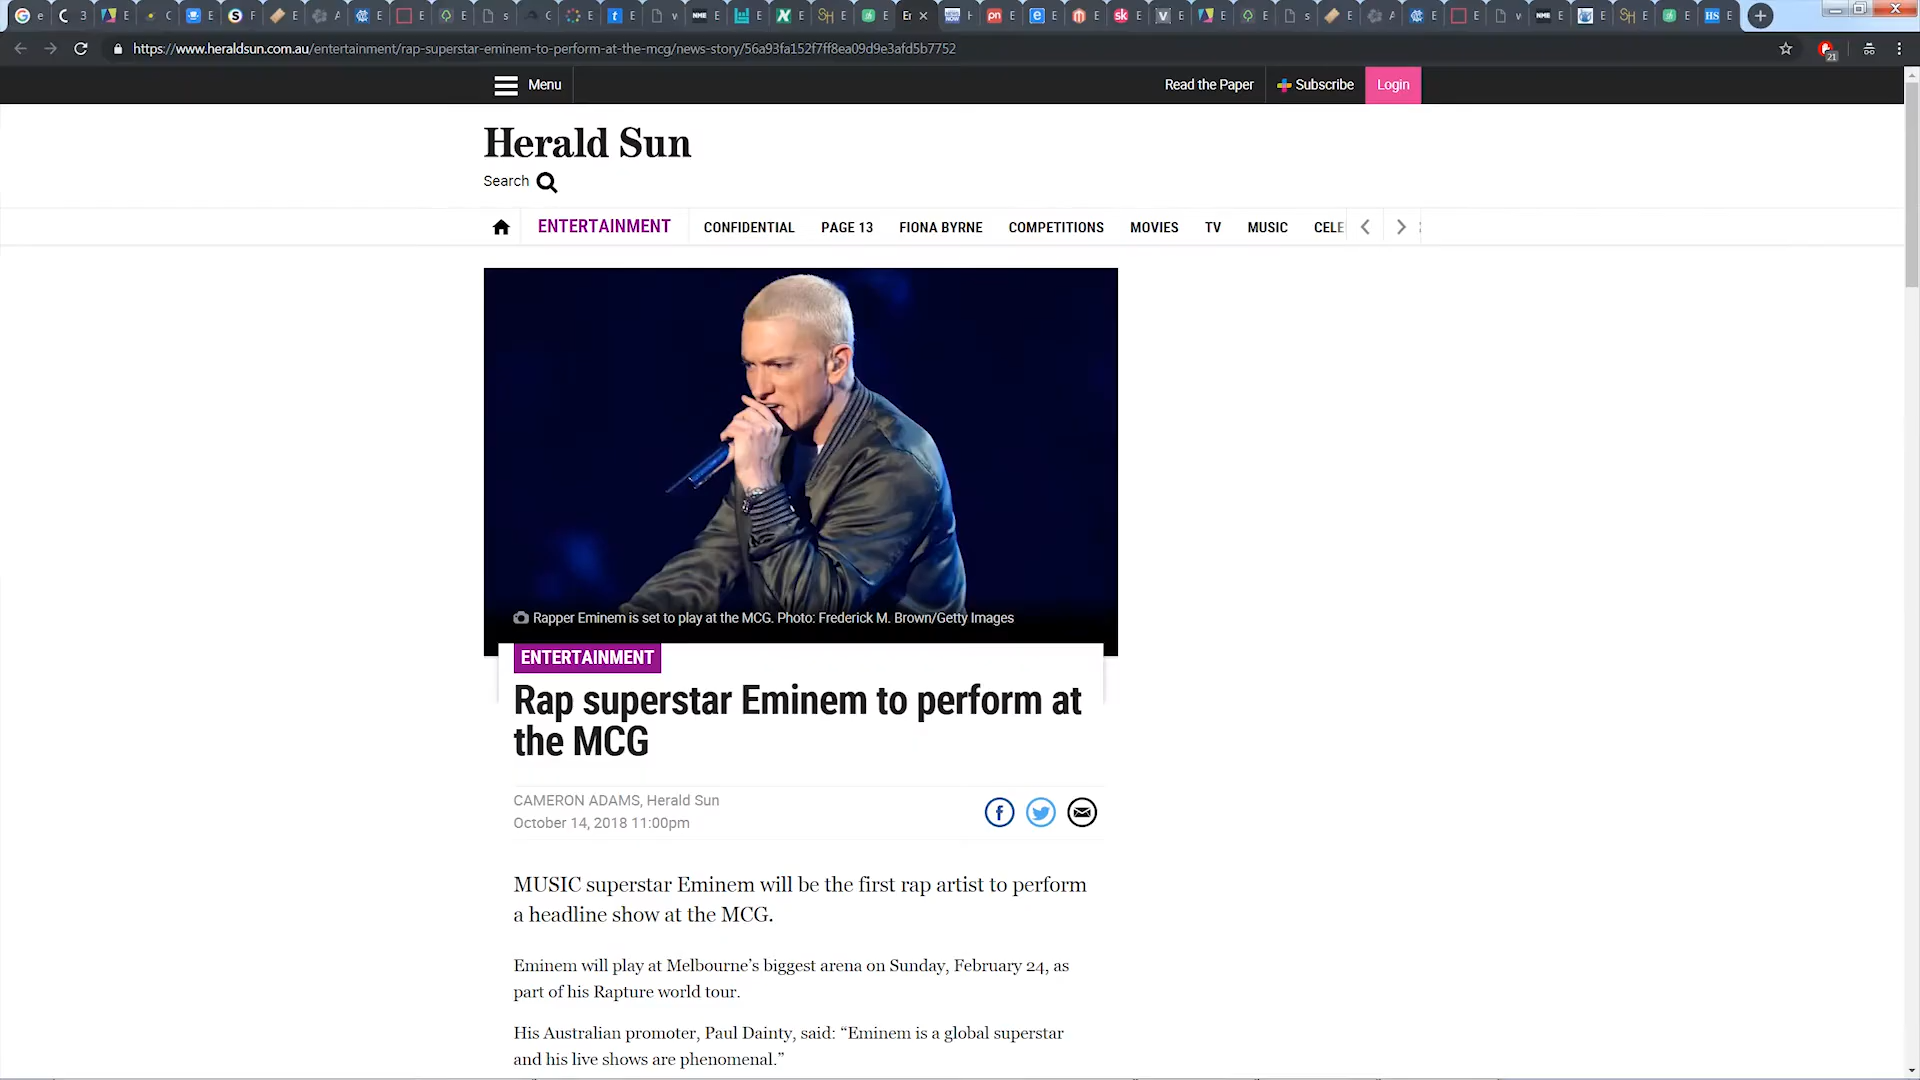 https://www.heraldsun.com.au/entertainment/rap-superstar-eminem-to-perform-at-the-mcg/news-story/56a93fa152f7ff8ea09d9e3afd5b7752
21
Menu
Read the Paper
Subscribe
Login
Herald Sun
Search
ENTERTAINMENT
CONFIDENTIAL
PAGE 13
FIONA BYRNE
COMPETITIONS
MOVIES
TV
MUSIC
CELE
Rapper Eminem is set to play at the MCG. Photo: Frederick M. Brown/Getty Images
ENTERTAINMENT
Rap superstar Eminem to perform at
the MCG
CAMERON ADAMS, Herald Sun
October 14, 2018 11:00pm
MUSIC superstar Eminem will be the first rap artist to perform
a headline show at the MCG.
Eminem will play at Melbourne’s biggest arena on Sunday, February 24, as
part of his Rapture world tour.
His Australian promoter, Paul Dainty, said: “Eminem is a global superstar
and his live shows are phenomenal.”